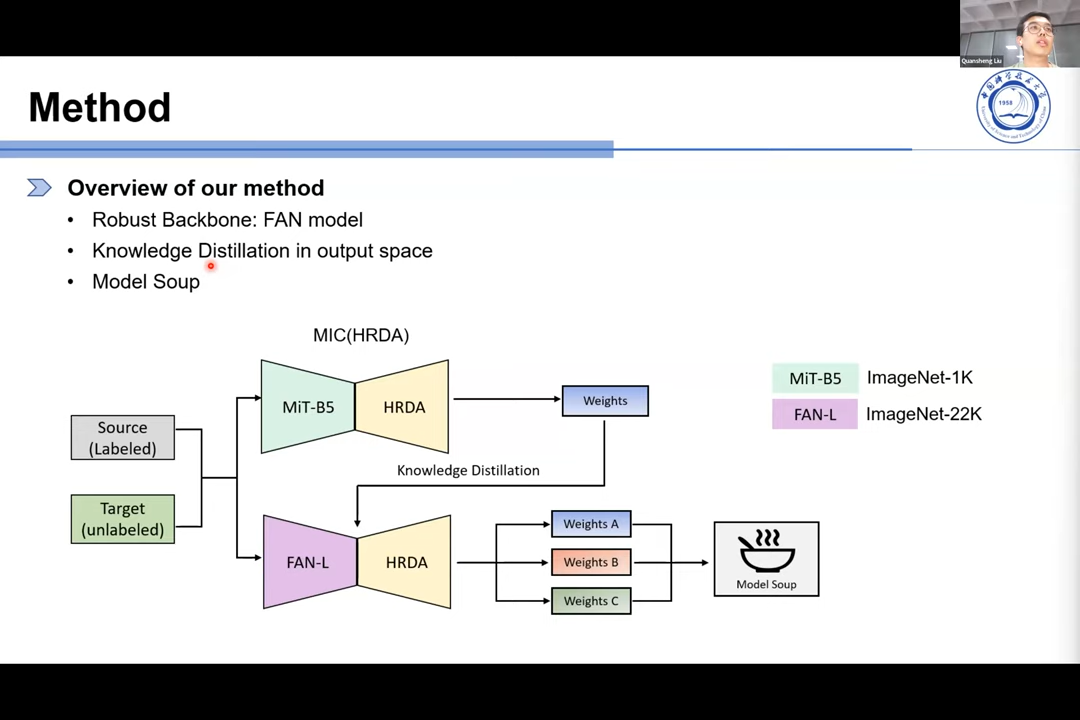 Quansheng Liu
Method
1958
Overview of our method
• Robust Backbone: FAN model
• Knowledge Distillation in output space
• Model Soup
MIC(HRDA)
MiT-B5
HRDA
Weights
MiT-B5
ImageNet-1K
FAN-L
ImageNet-22K
Source
(Labeled)
Knowledge Distillation
Target
(unlabeled)
FAN-L
HRDA
Weights A
Weights B
Weights C
Model Soup